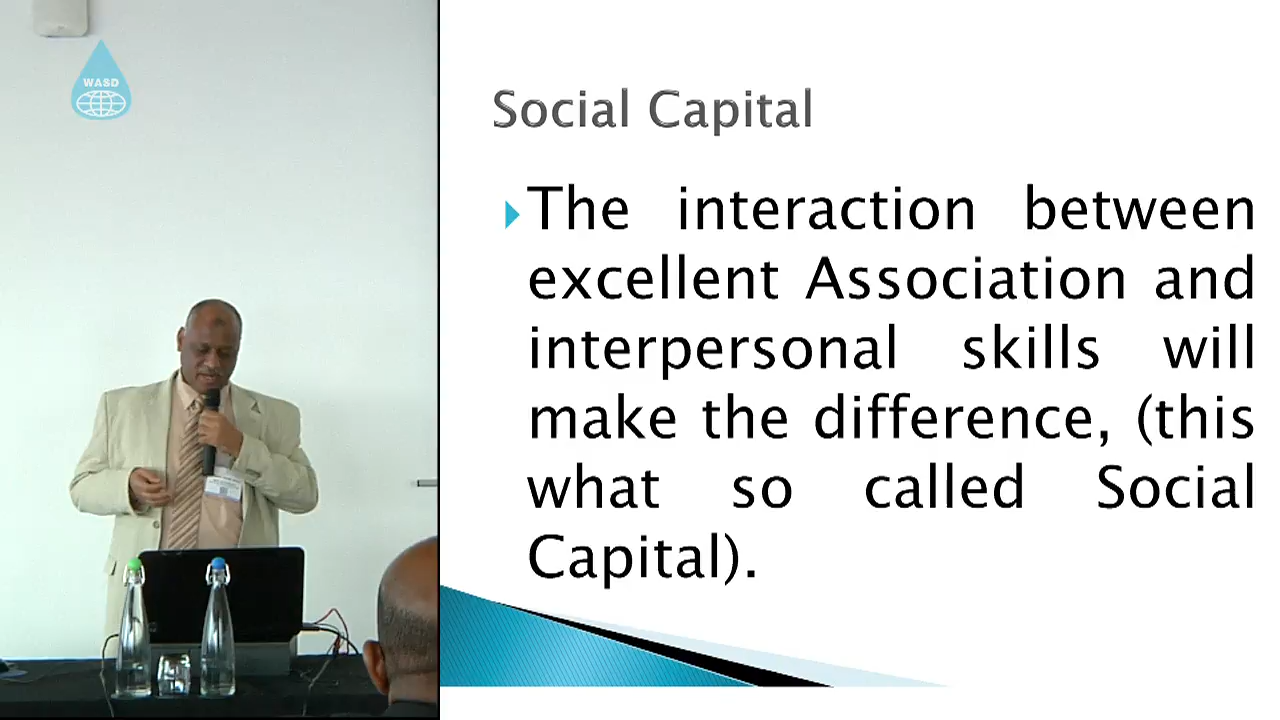 WASD
Social Capital
The interaction between
excellent Association and
interpersonal skills will
make the difference, (this
what so called Social
Capital).